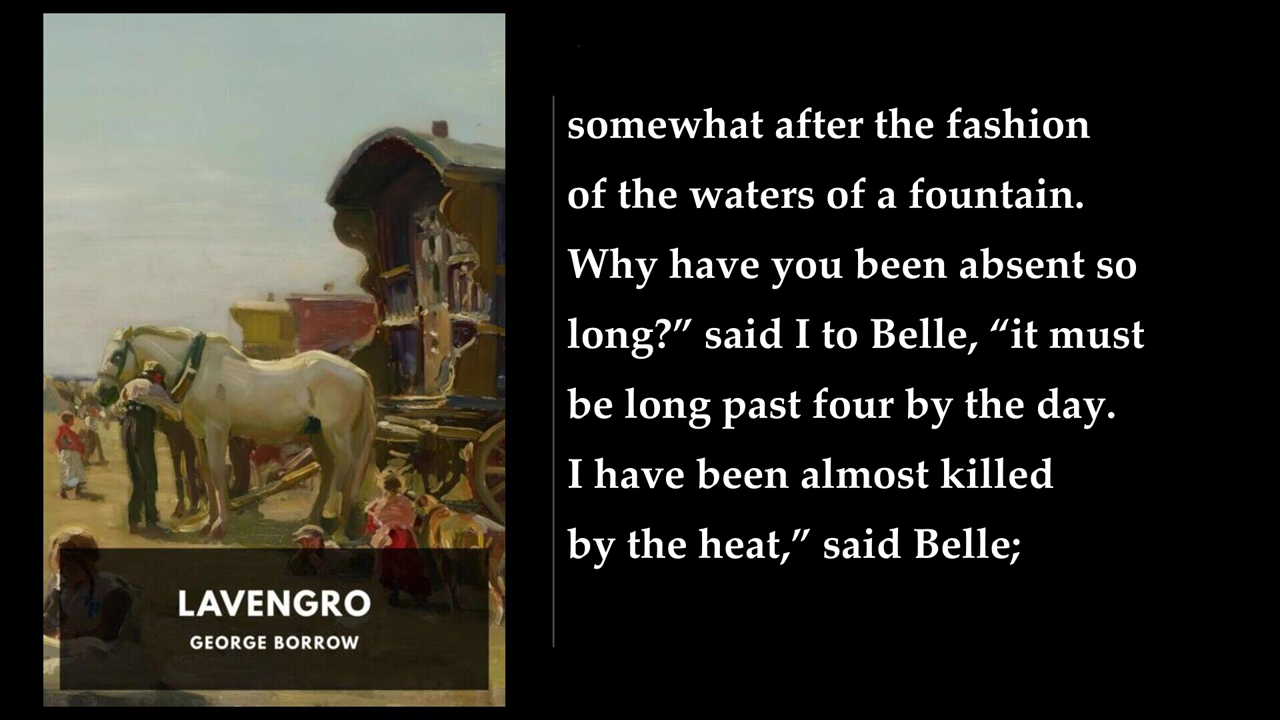 somewhat after the fashion
of the waters of a fountain.
Why have you been absent so
long?” said I to Belle, “it must
be long past four by the day.
I have been almost killed
by the heat,” said Belle;
LAVENGRO
GEORGE BORROW